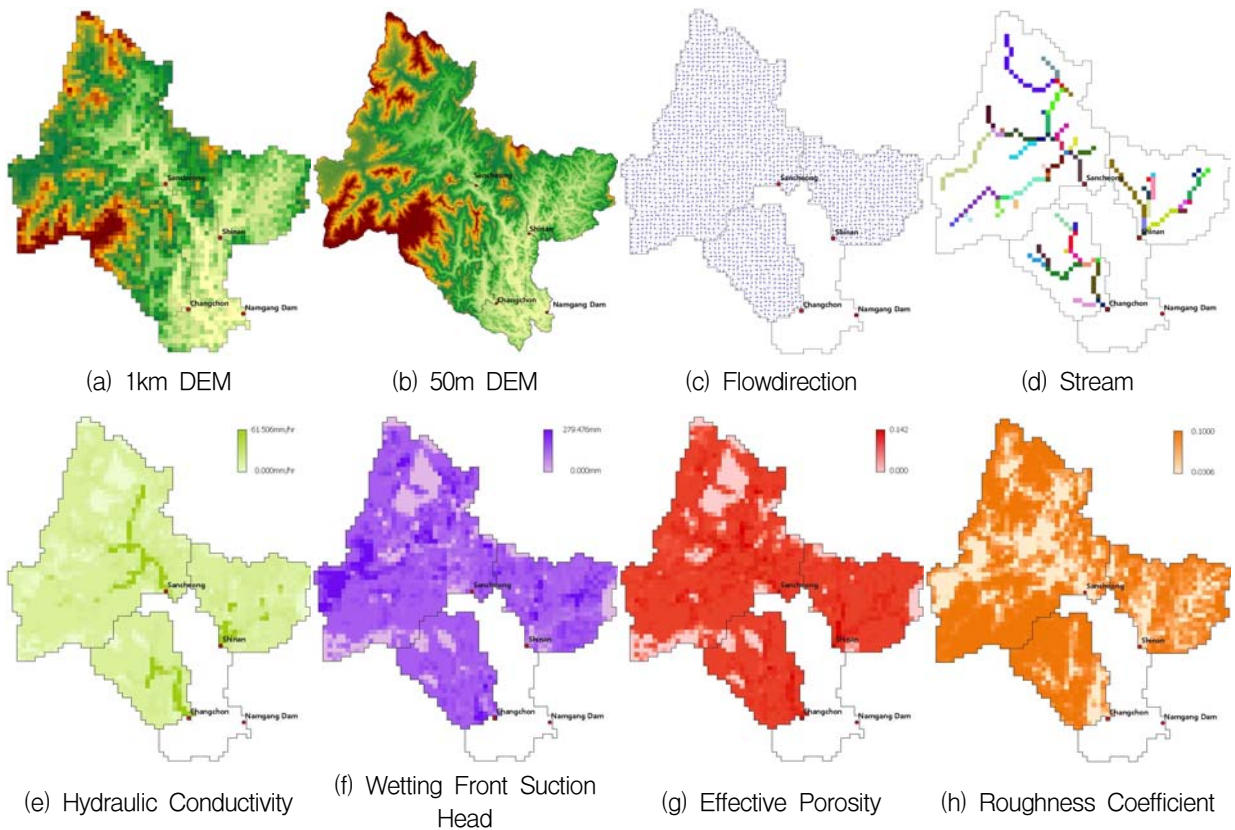 Sancheong
Shinan
Changchon
Namgang Dam
(a) 1km DEM
Sancheong
Shinan
Changchon
Namgang Dam
(b) 50m DEM
Sancheong
Shinan
Changchon
Namgang Dam
(c) Flowdirection
Sancheong
Shinan
Changchon
Namgang Dam
(d) Stream
61.506mm/hr
0.000mm/hr
Sancheong
Shinan
Changchon
Namgang Dam
(e) Hydraulic Conductivity
279.476mm
0.000mm
Sancheong
Shinan
Changchon
Namgang Dam
(f) Wetting Front Suction
Head
0.142
0.000
Sancheong
Shinan
Changchon
Namgang Dam
(g) Effective Porosity
0.1000
0.0306
Sancheong
Shinan
Changchon
Namgang Dam
(h) Roughness Coefficient